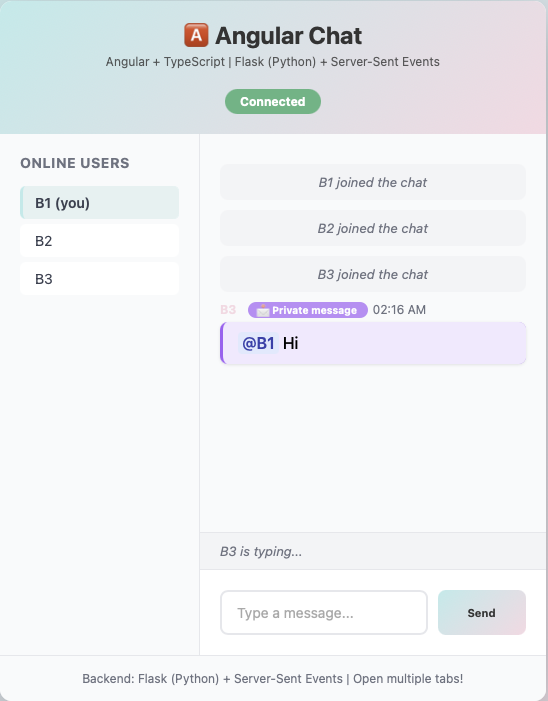 🅰️ Angular Chat
Angular + TypeScript | Flask (Python) + Server-Sent Events
Connected
ONLINE USERS
B1 (you)
B2
B3
B1 joined the chat
B2 joined the chat
B3 joined the chat
B3 📩 Private message 02:16 AM
@B1 Hi
B3 is typing...
Type a message...
Send
Backend: Flask (Python) + Server-Sent Events | Open multiple tabs!